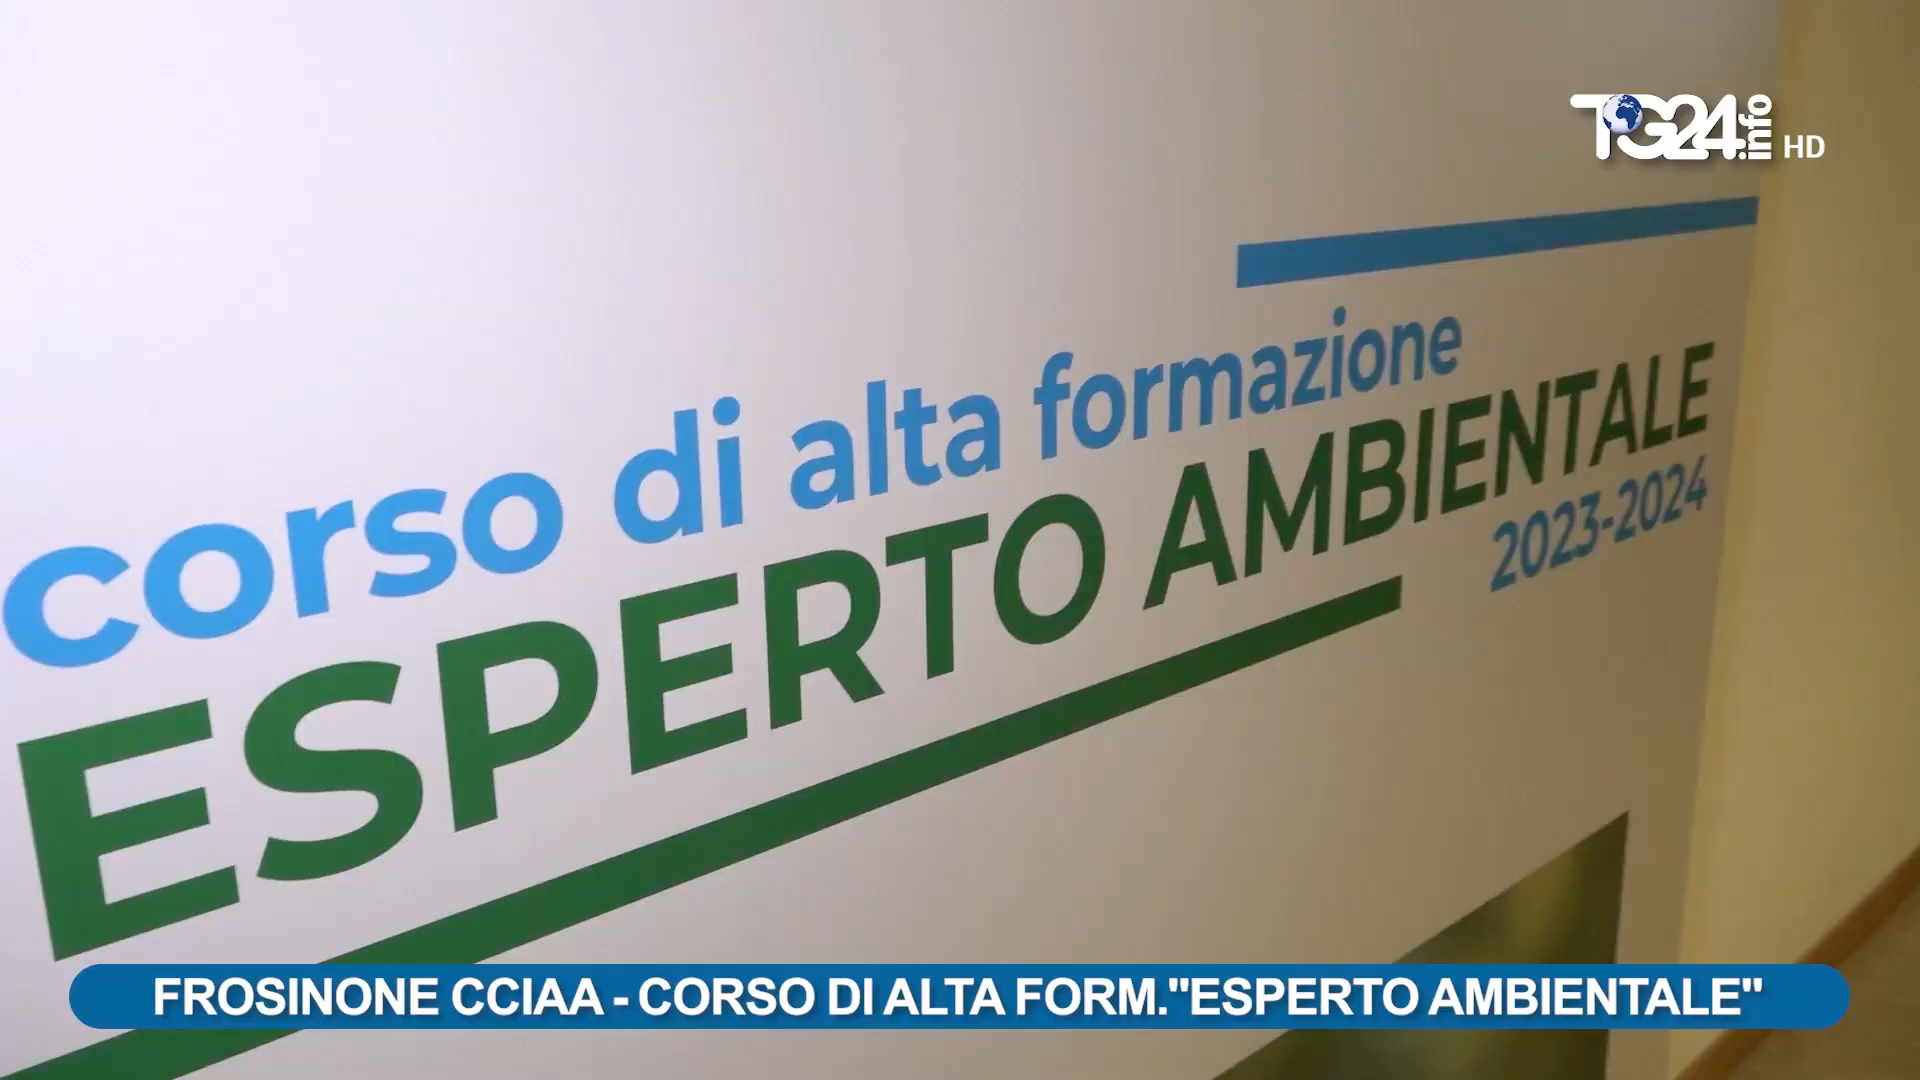 TG24 info HD
corso di alta formazione
ESPERTO AMBIENTALE
2023-2024
FROSINONE CCIAA - CORSO DI ALTA FORM."ESPERTO AMBIENTALE"